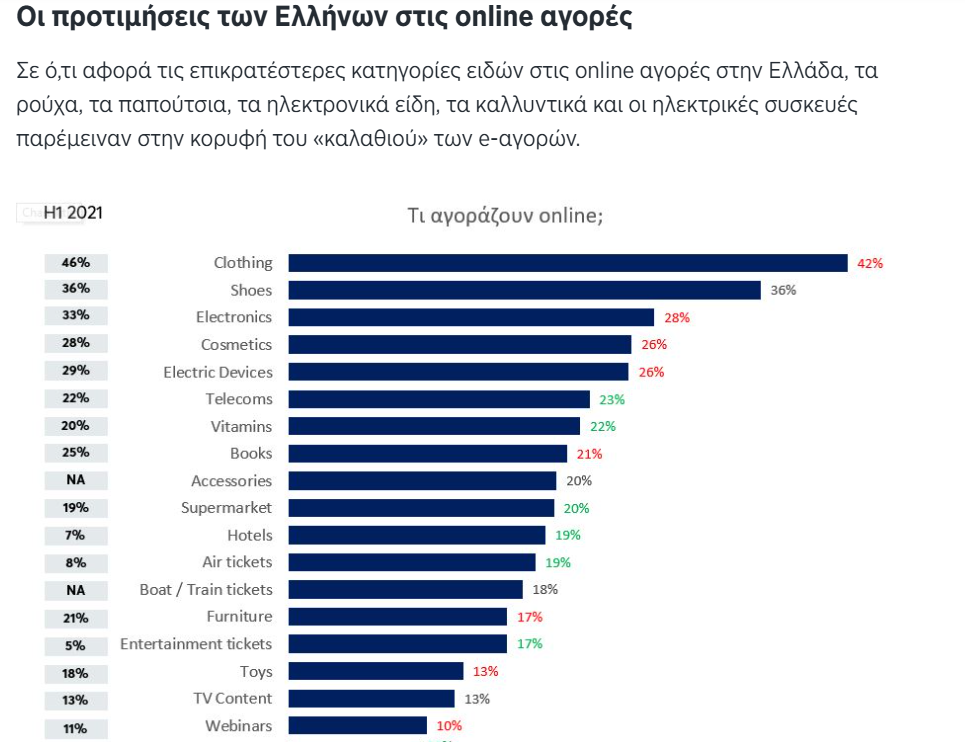 Οι προτιμήσεις των Ελλήνων στις online αγορές
Σε ό,τι αφορά τις επικρατέστερες κατηγορίες ειδών στις online αγορές στην Ελλάδα, τα
ρούχα, τα παπούτσια, τα ηλεκτρονικά είδη, τα καλλυντικά και οι ηλεκτρικές συσκευές
παρέμειναν στην κορυφή του «καλαθιού» των e-αγορών.
H1 2021 Τι αγοράζουν online;
46% Clothing 42%
36% Shoes 36%
33% Electronics 28%
28% Cosmetics 26%
29% Electric Devices 26%
22% Telecoms 23%
20% Vitamins 22%
25% Books 21%
NA Accessories 20%
19% Supermarket 20%
7% Hotels 19%
8% Air tickets 19%
NA Boat / Train tickets 18%
21% Furniture 17%
5% Entertainment tickets 17%
18% Toys 13%
13% TV Content 13%
11% Webinars 10%